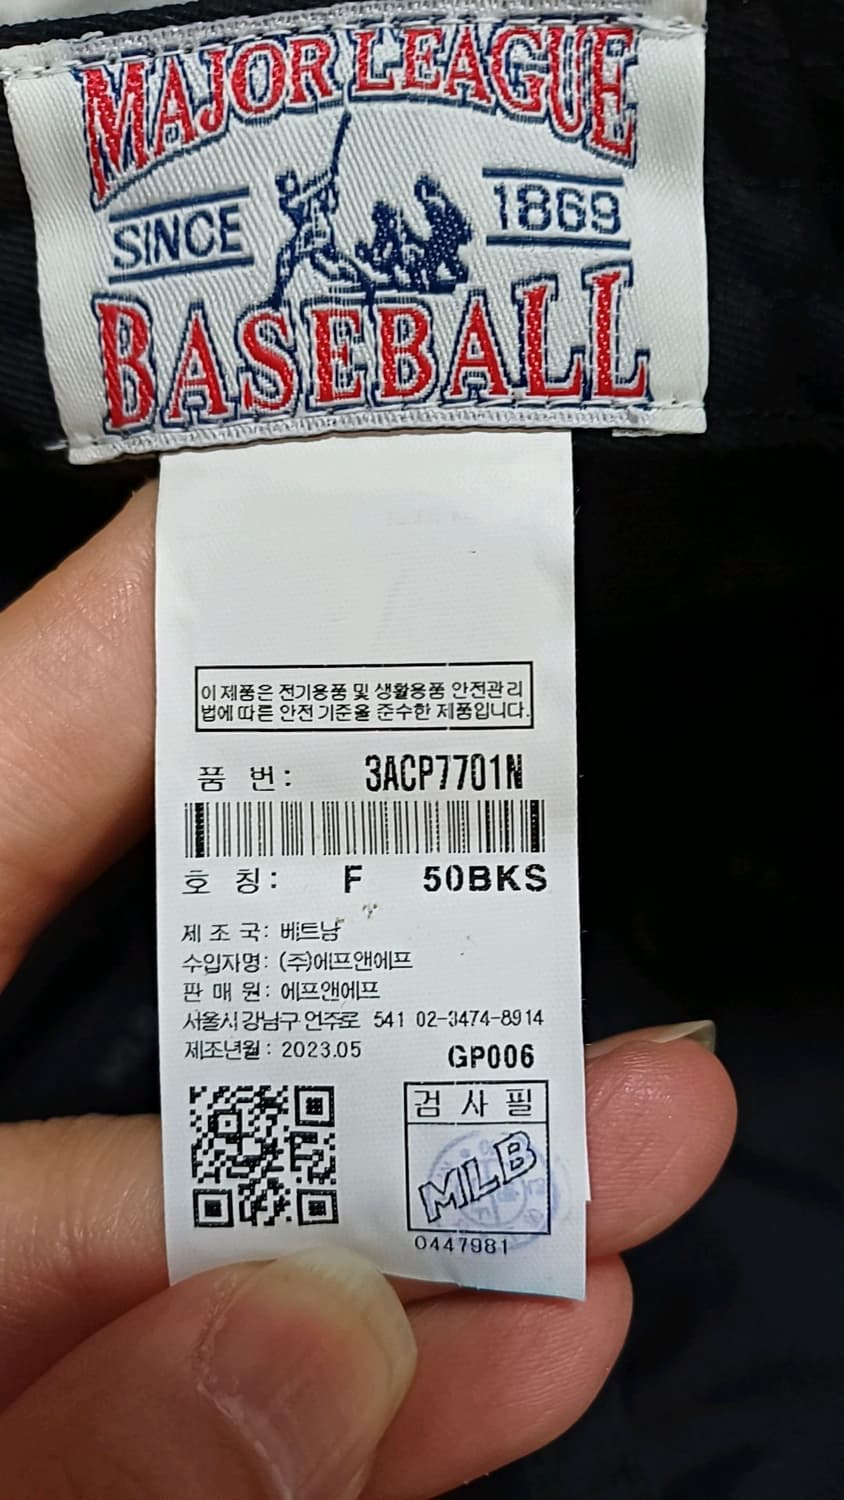 MAJOR LEAGUE
SINCE 1869
BASEBALL
이 제품은 전기용품 및 생활용품 안전관리
법에 따른 안전 기준을 준수한 제품입니다.
품 번: 3ACP7701N
호 칭: F 50BKS
제 조 국: 베트남
수입자명: (주)에프앤에프
판 매 원: 에프앤에프
서울시 강남구 언주로 541 02-3474-8914
제조년월: 2023.05
GP006
검 사 필
MLB
0447981